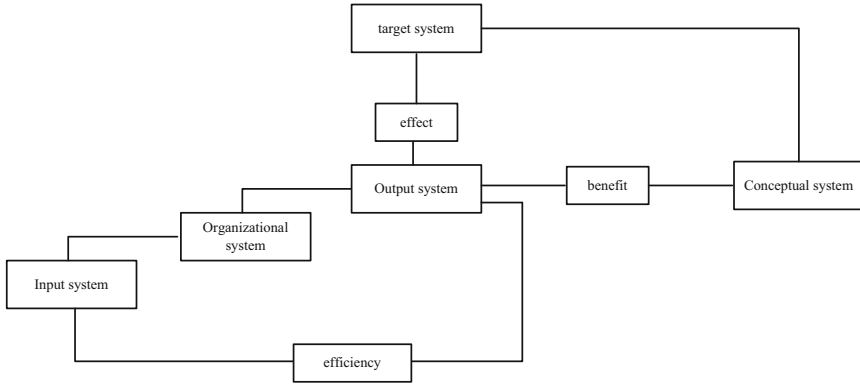 target system
effect
Output system
benefit
Conceptual system
Organizational
system
Input system
efficiency